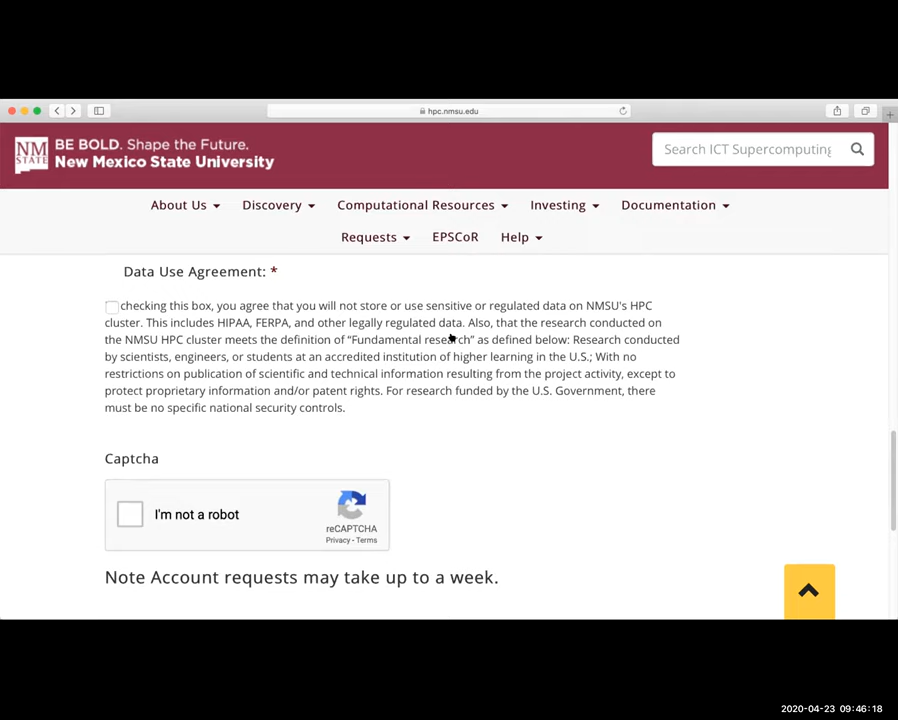 hpc.nmsu.edu
NM
STATE
BE BOLD. Shape the Future.
New Mexico State University
Search ICT Supercomputing
About Us
Discovery
Computational Resources
Investing
Documentation
Requests
EPSCoR
Help
Data Use Agreement: *
checking this box, you agree that you will not store or use sensitive or regulated data on NMSU's HPC
cluster. This includes HIPAA, FERPA, and other legally regulated data. Also, that the research conducted on
the NMSU HPC cluster meets the definition of “Fundamental research” as defined below: Research conducted
by scientists, engineers, or students at an accredited institution of higher learning in the U.S.; With no
restrictions on publication of scientific and technical information resulting from the project activity, except to
protect proprietary information and/or patent rights. For research funded by the U.S. Government, there
must be no specific national security controls.
Captcha
I'm not a robot
reCAPTCHA
Privacy - Terms
Note Account requests may take up to a week.
2020-04-23 09:46:18